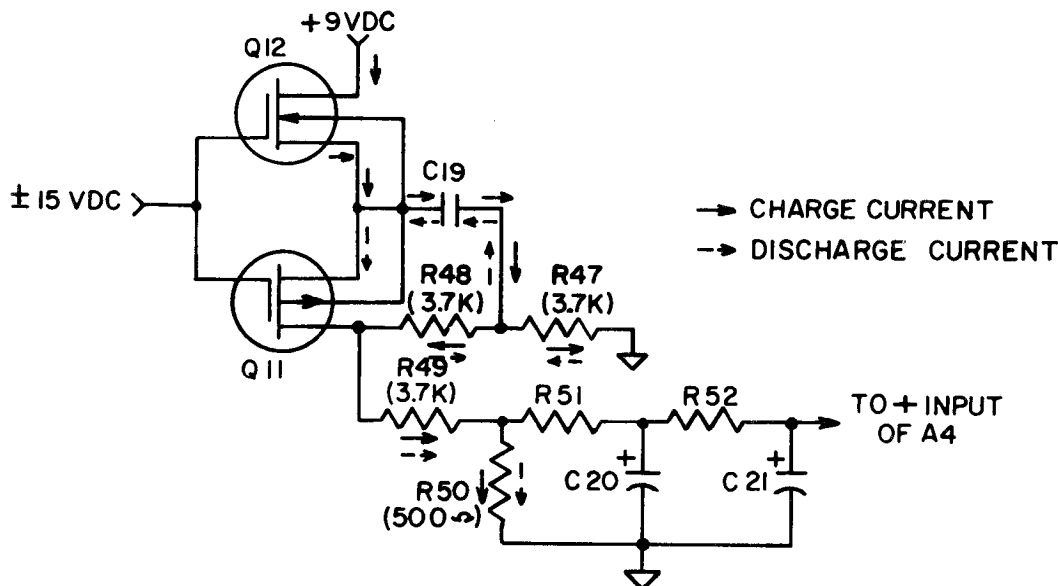 +9VDC
Q12
C19
±15 VDC
→ CHARGE CURRENT
--→ DISCHARGE CURRENT
R48
(3.7K)
R47
(3.7K)
Q11
R49
(3.7K)
R51
R52
TO + INPUT
OF A4
+
C20
+
C21
R50
(500Ω)